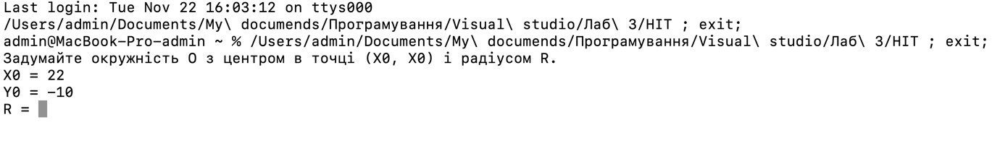 Last login: Tue Nov 22 16:03:12 on ttys000
/Users/admin/Documents/My\ documends/Програмування/Visual\ studio/Лаб\ 3/HIT ; exit;
admin@MacBook-Pro-admin ~ % /Users/admin/Documents/My\ documends/Програмування/Visual\ studio/Лаб\ 3/HIT ; exit;
Задумайте окружність О з центром в точці (X0, X0) і радіусом R.
X0 = 22
Y0 = -10
R =